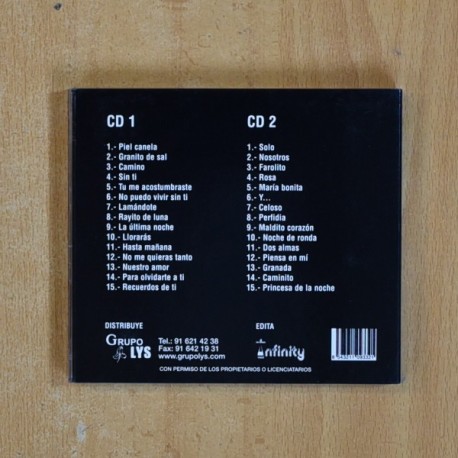 CD 1
1.- Piel canela
2.- Granito de sal
3.- Camino
4.- Sin ti
5.- Tu me acostumbraste
6.- No puedo vivir sin ti
7.- Lamándote
8.- Rayito de luna
9.- La última noche
10.- Llorarás
11.- Hasta mañana
12.- No me quieras tanto
13.- Nuestro amor
14.- Para olvidarte a ti
15.- Recuerdos de ti
CD 2
1.- Solo
2.- Nosotros
3.- Farolito
4.- Rosa
5.- María bonita
6.- Y...
7.- Celoso
8.- Perfidia
9.- Maldito corazón
10.- Noche de ronda
11.- Dos almas
12.- Piensa en mí
13.- Granada
14.- Caminito
15.- Princesa de la noche
DISTRIBUYE
GRUPO LYS
Tel.: 91 621 42 38
Fax: 91 642 19 31
www.grupolys.com
EDITA
infinity
CON PERMISO DE LOS PROPIETARIOS O LICENCIATARIOS